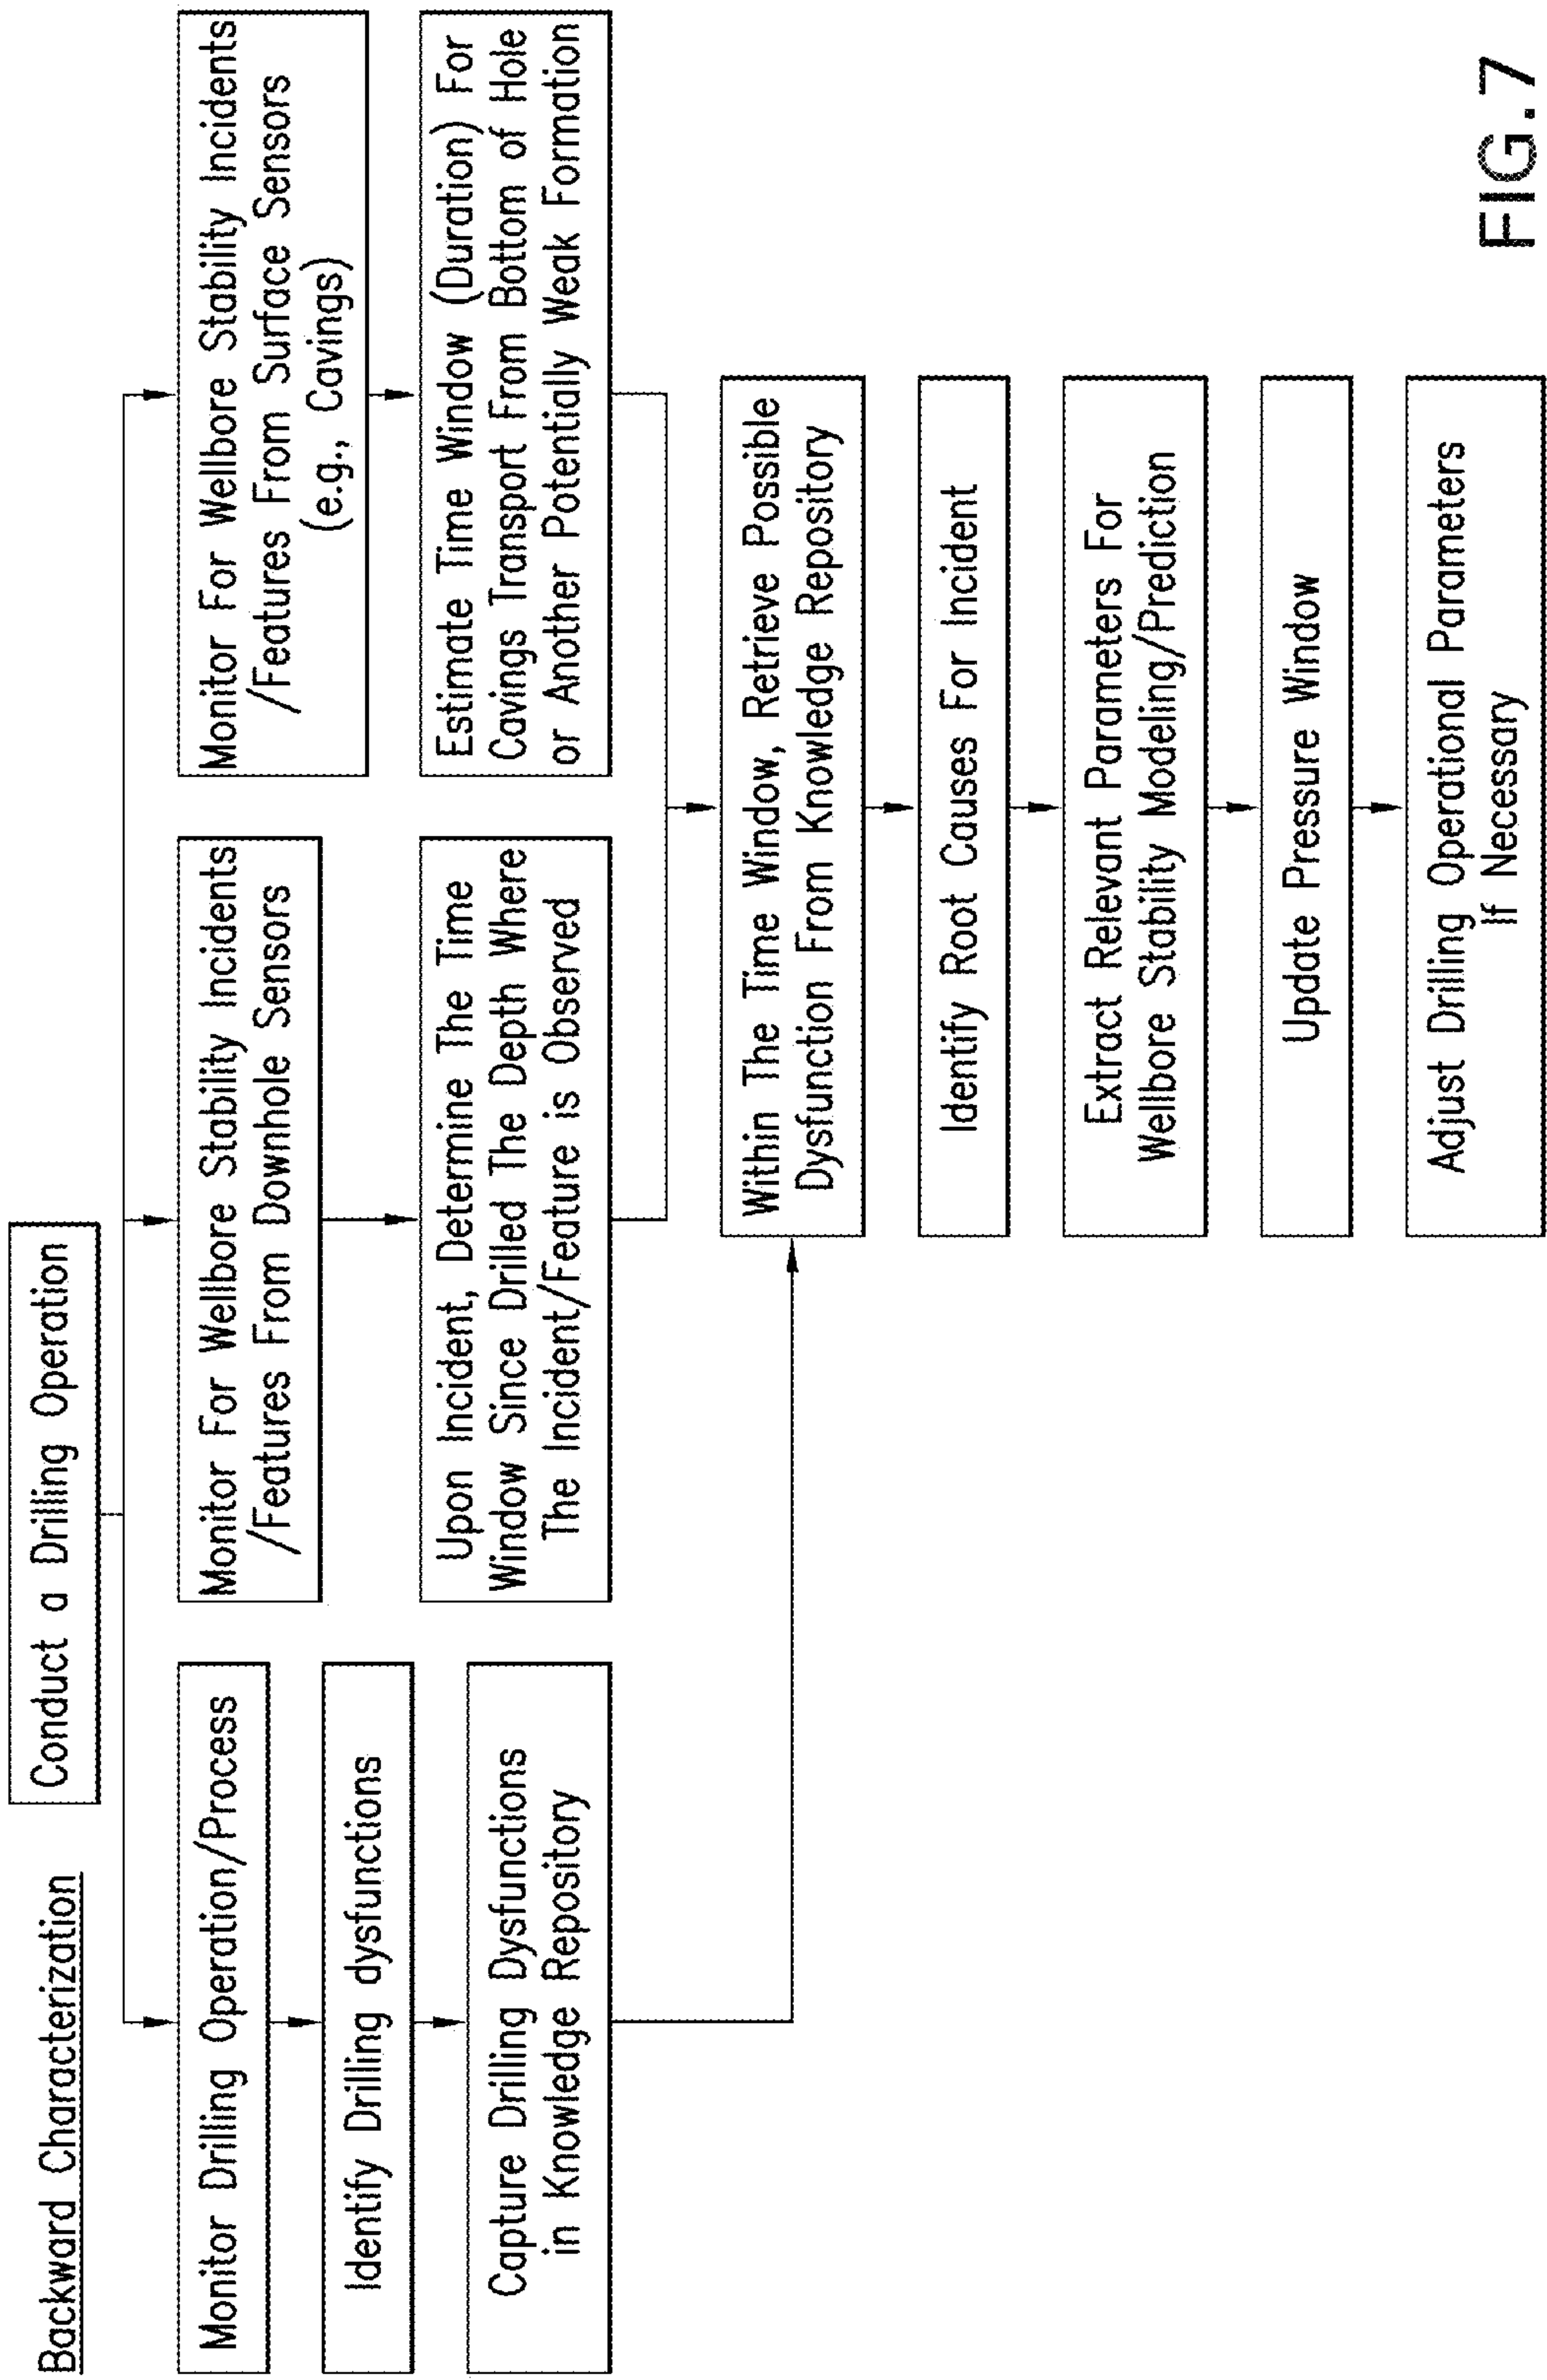 Backward Characterization
Conduct a Drilling Operation
Monitor Drilling Operation/Process
Identify Drilling dysfunctions
Capture Drilling Dysfunctions
in Knowledge Repository
Monitor For Wellbore Stability Incidents
/Features From Downhole Sensors
Upon Incident, Determine The Time
Window Since Drilled The Depth Where
The Incident/Feature is Observed
Monitor For Wellbore Stability Incidents
/Features From Surface Sensors
(e.g., Cavings)
Estimate Time Window (Duration) For
Cavings Transport From Bottom of Hole
or Another Potentially Weak Formation
Within The Time Window, Retrieve Possible
Dysfunction From Knowledge Repository
Identify Root Causes For Incident
Extract Relevant Parameters For
Wellbore Stability Modeling/Prediction
Update Pressure Window
Adjust Drilling Operational Parameters
If Necessary
FIG.7